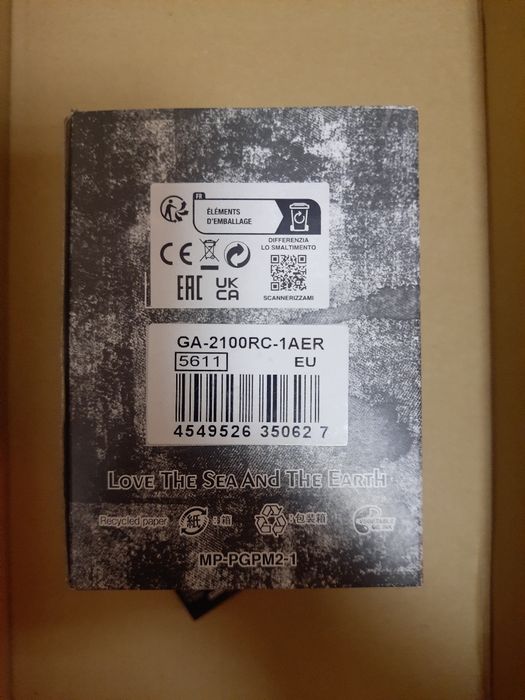 FR
ÉLÉMENTS
D'EMBALLAGE
DIFFERENZIA
LO SMALTIMENTO
CE
EAC
UK
CA
SCANNERIZZAMI
GA-2100RC-1AER
5611 EU
4549526 35062 7
LOVE THE SEA AND THE EARTH
Recycled paper 紙 :箱 :包装箱
MP-PGPM2-1